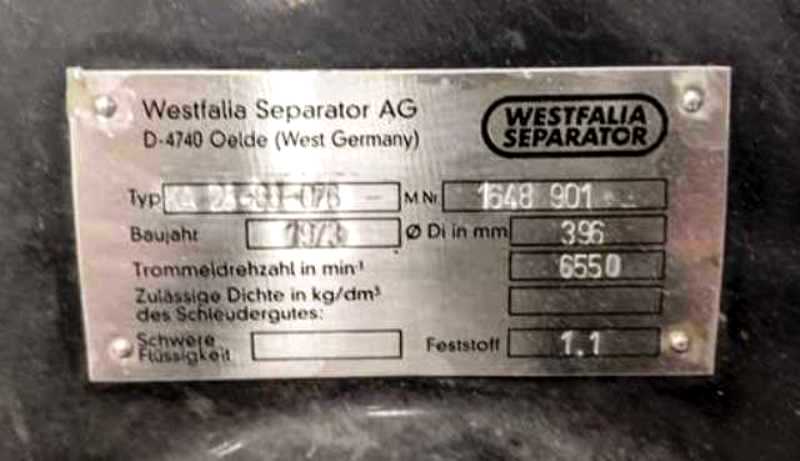 Westfalia Separator AG
D-4740 Oelde (West Germany)
WESTFALIA
SEPARATOR
Typ M.Nr. 1648 901
Baujahr Ø Di in mm 396
Trommeldrehzahl in min-¹ 6550
Zulässige Dichte in kg/dm³
des Schleudergutes:
Schwere
Flüssigkeit Feststoff 1.1